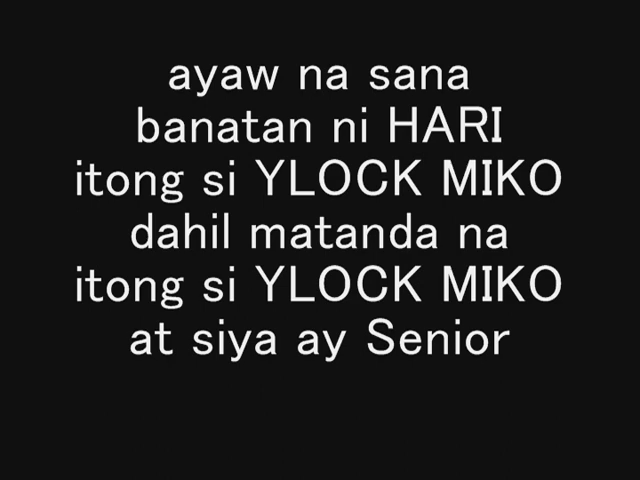 ayaw na sana
banatan ni HARI
itong si YLOCK MIKO
dahil matanda na
itong si YLOCK MIKO
at siya ay Senior